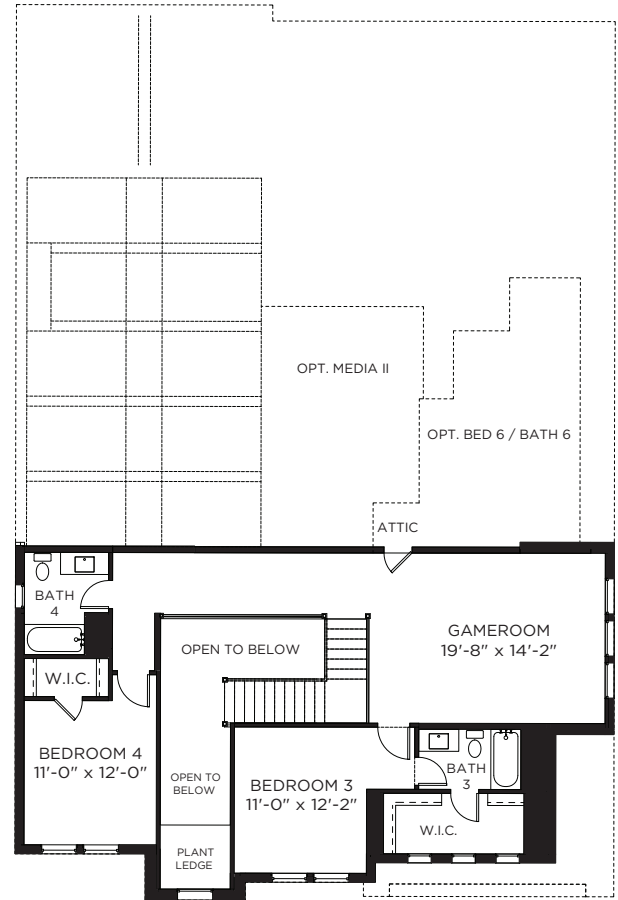 OPT. MEDIA II
OPT. BED 6 / BATH 6
ATTIC
BATH
4
OPEN TO BELOW
GAMEROOM
19'-8" x 14'-2"
W.I.C.
BEDROOM 4
11'-0" x 12'-0"
OPEN TO
BELOW
BEDROOM 3
11'-0" x 12'-2"
BATH
3
W.I.C.
PLANT
LEDGE